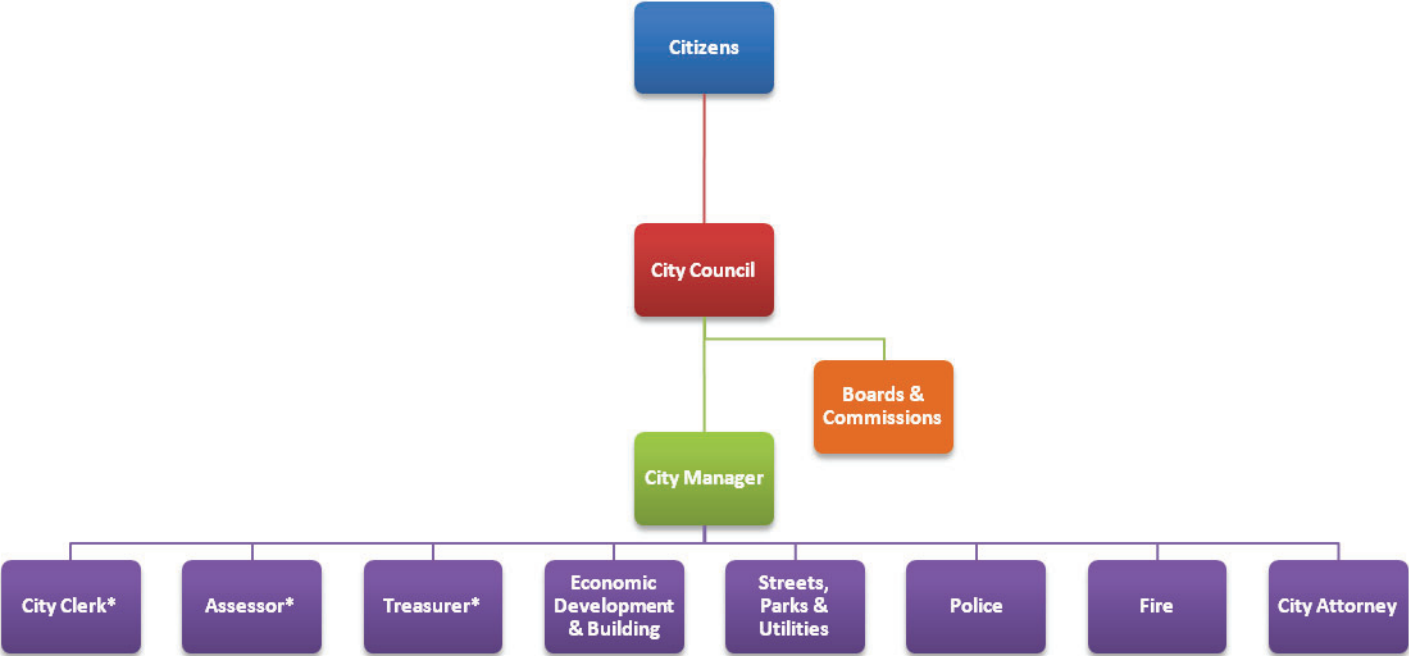 Citizens
City Council
Boards &
Commissions
City Manager
City Clerk*
Assessor*
Treasurer*
Economic
Development
& Building
Streets,
Parks &
Utilities
Police
Fire
City Attorney